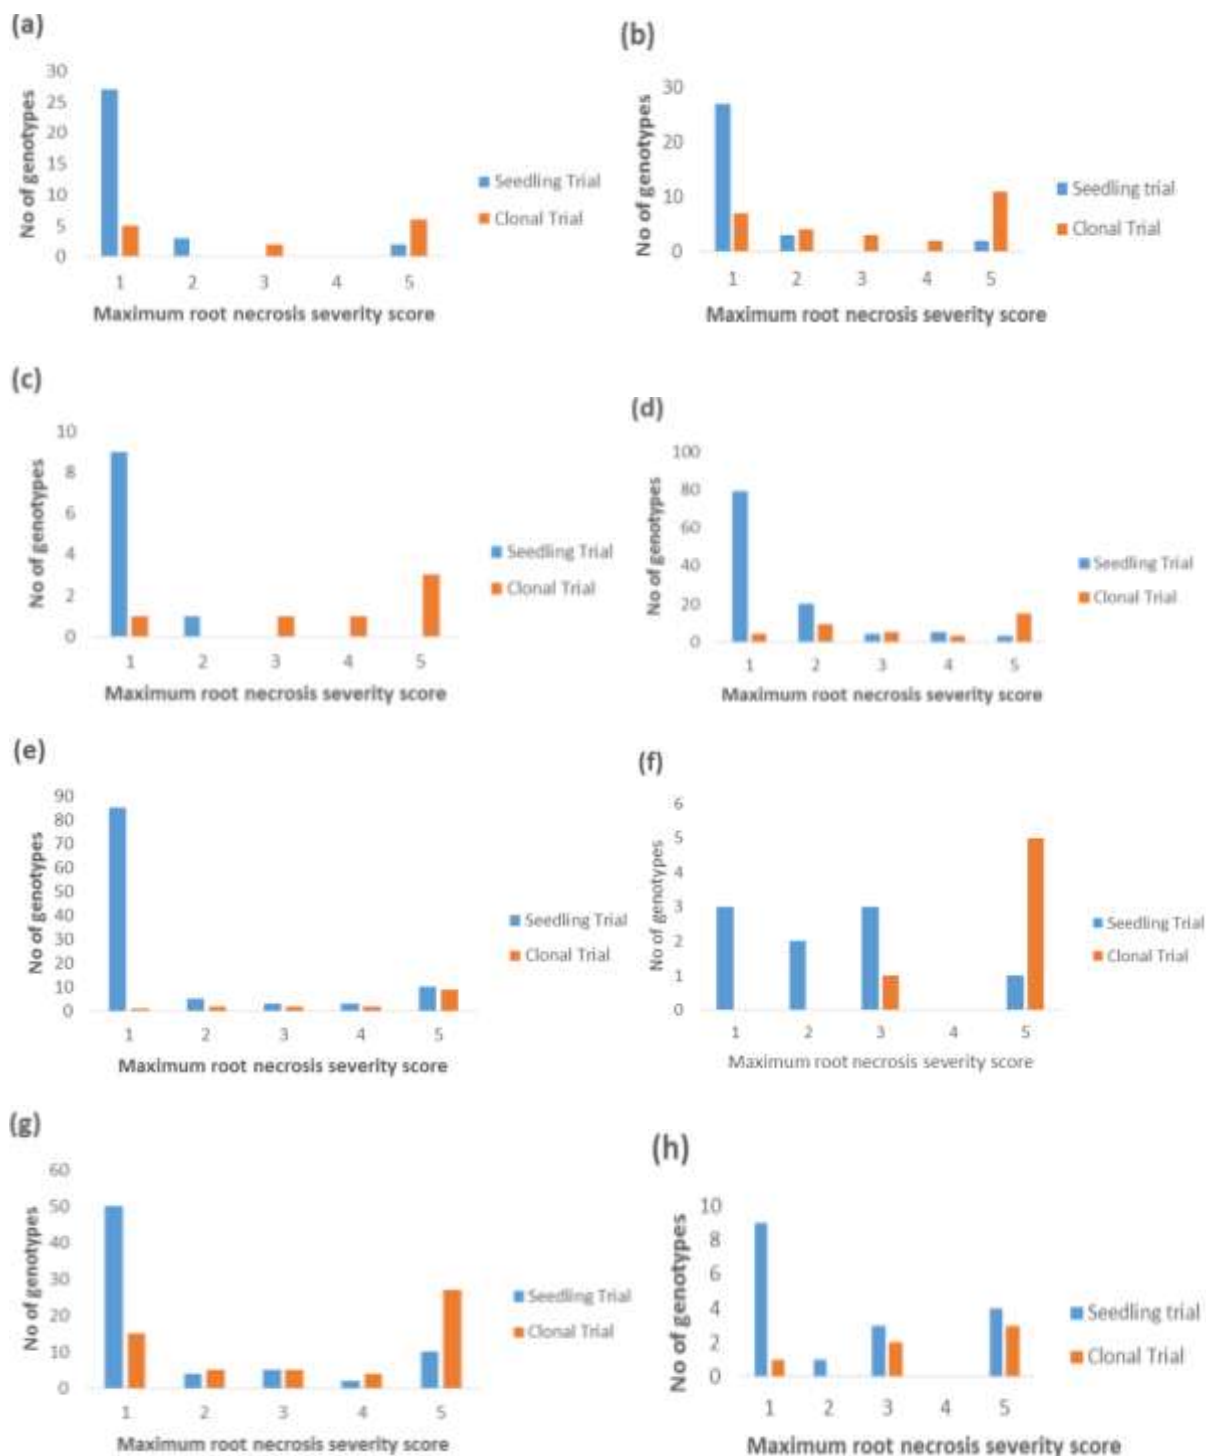 (a)
30
25
20
15
10
5
0
No of genotypes
1 2 3 4 5
Maximum root necrosis severity score
Seedling Trial
Clonal Trial
(b)
30
20
10
0
No of genotypes
1 2 3 4 5
Maximum root necrosis severity score
Seedling trial
Clonal Trial
(c)
10
8
6
4
2
0
No of genotypes
1 2 3 4 5
Maximum root necrosis severity score
Seedling Trial
Clonal Trial
(d)
100
80
60
40
20
0
No of genotypes
1 2 3 4 5
Maximum root necrosis severity score
Seedling Trial
Clonal Trial
(e)
90
80
70
60
50
40
30
20
10
0
No of genotypes
1 2 3 4 5
Maximum root necrosis severity score
Seedling Trial
Clonal Trial
(f)
6
5
4
3
2
1
0
No of genotypes
1 2 3 4 5
Maximum root necrosis severity score
Seedling Trial
Clonal Trial
(g)
60
50
40
30
20
10
0
No of genotypes
1 2 3 4 5
Maximum root necrosis severity score
Seedling Trial
Clonal Trial
(h)
10
8
6
4
2
0
No of genotypes
1 2 3 4 5
Maximum root necrosis severity score
Seedling trial
Clonal Trial